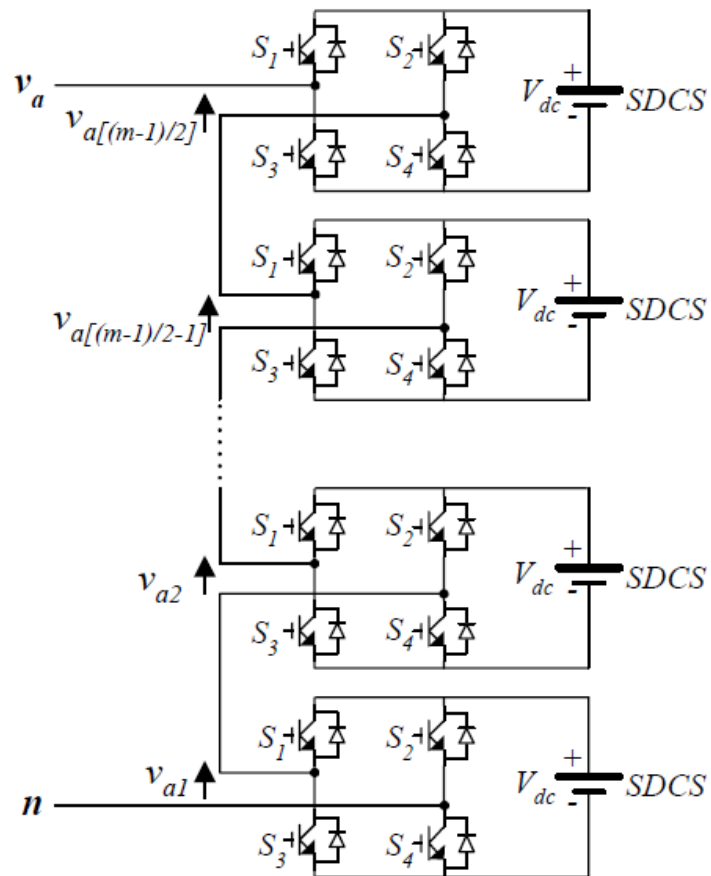 S1 S2
va
Vdc + - SDCS
va[(m-1)/2]
S3 S4
S1 S2
Vdc + - SDCS
va[(m-1)/2-1]
S3 S4
S1 S2
Vdc + - SDCS
va2
S3 S4
S1 S2
va1
Vdc + - SDCS
n
S3 S4